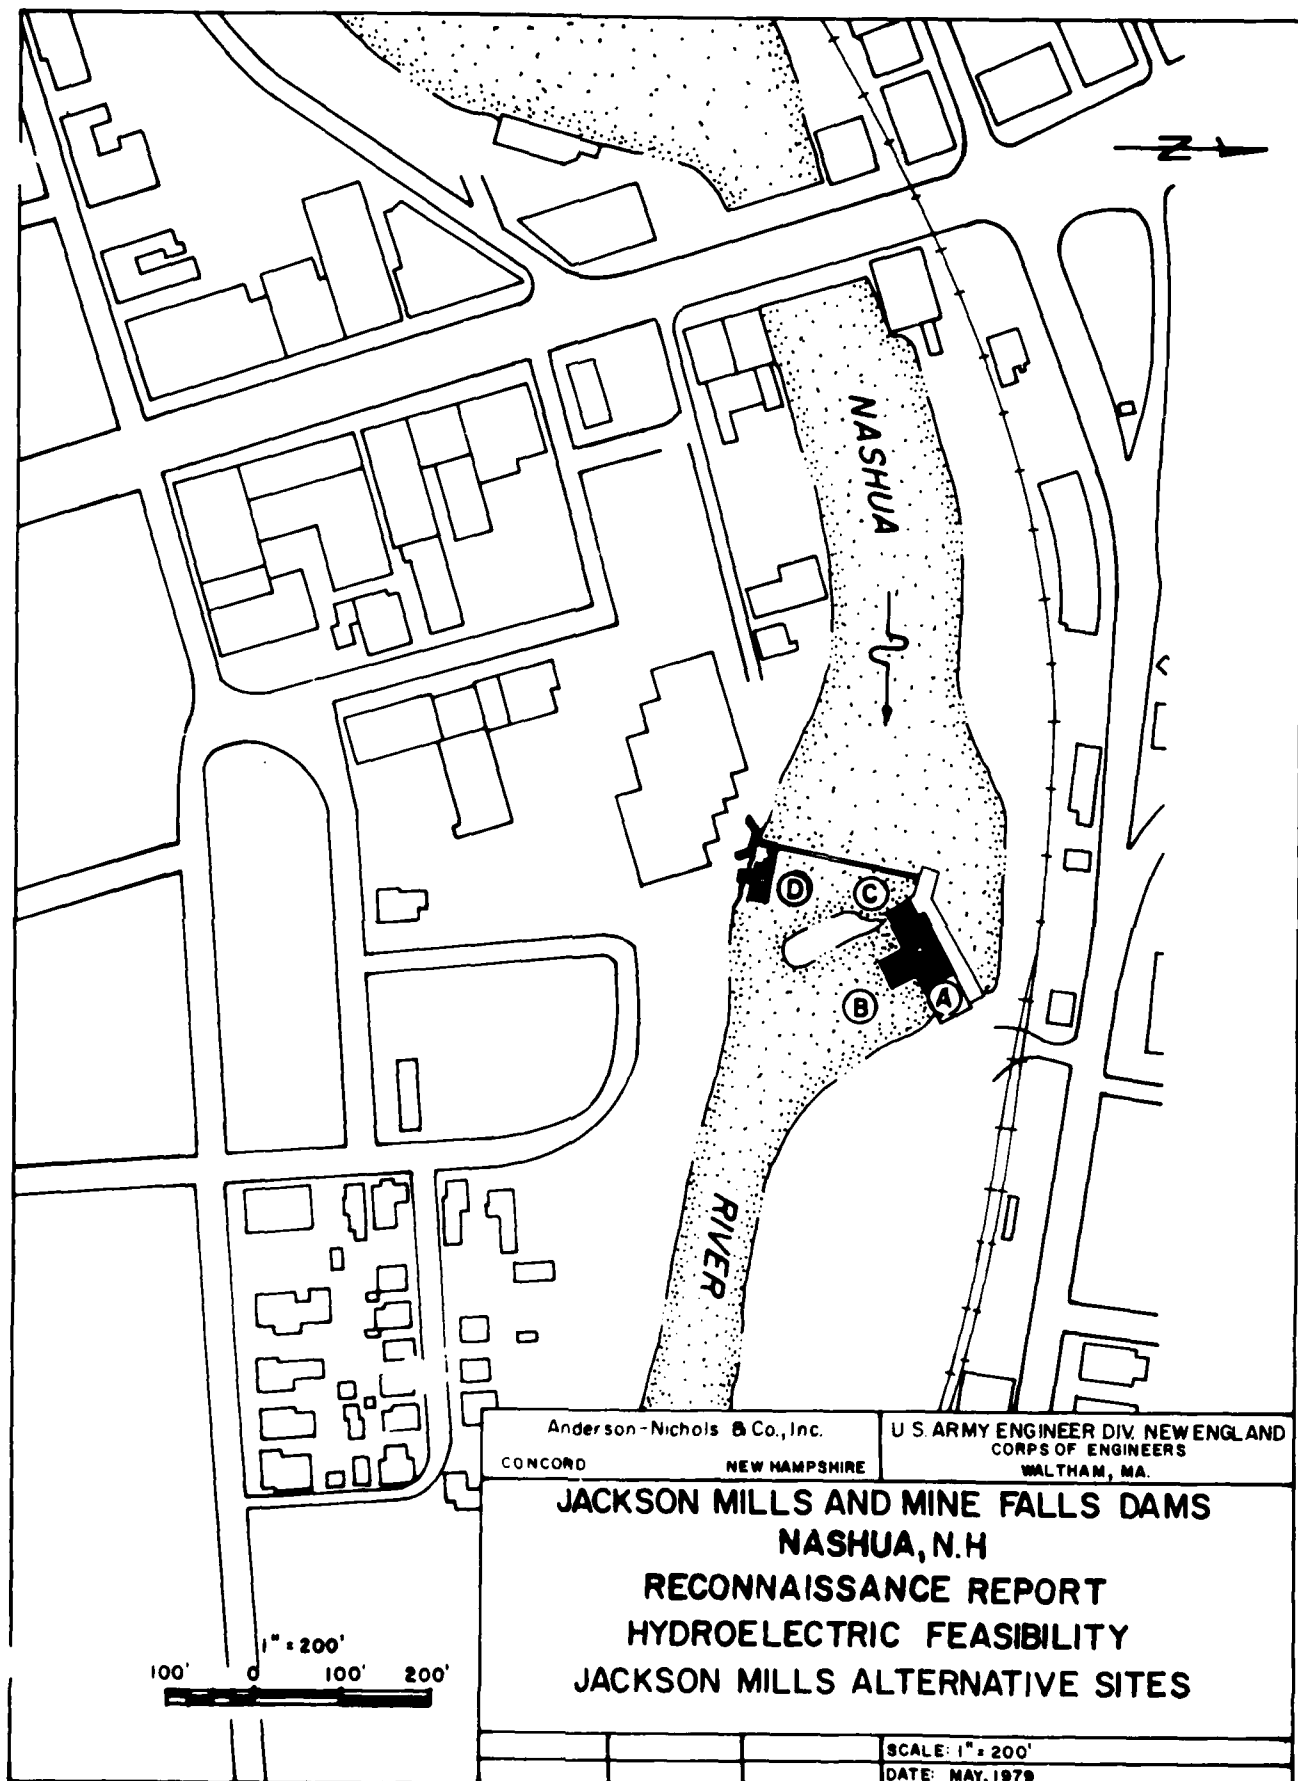 N
NASHUA
D
C
B
A
RIVER
Anderson-Nichols & Co., Inc.
CONCORD NEW HAMPSHIRE
U.S. ARMY ENGINEER DIV. NEW ENGLAND
CORPS OF ENGINEERS
WALTHAM, MA.
JACKSON MILLS AND MINE FALLS DAMS
NASHUA, N.H
RECONNAISSANCE REPORT
HYDROELECTRIC FEASIBILITY
JACKSON MILLS ALTERNATIVE SITES
1" = 200'
100' 0 100' 200'
SCALE: 1" = 200'
DATE: MAY, 1979